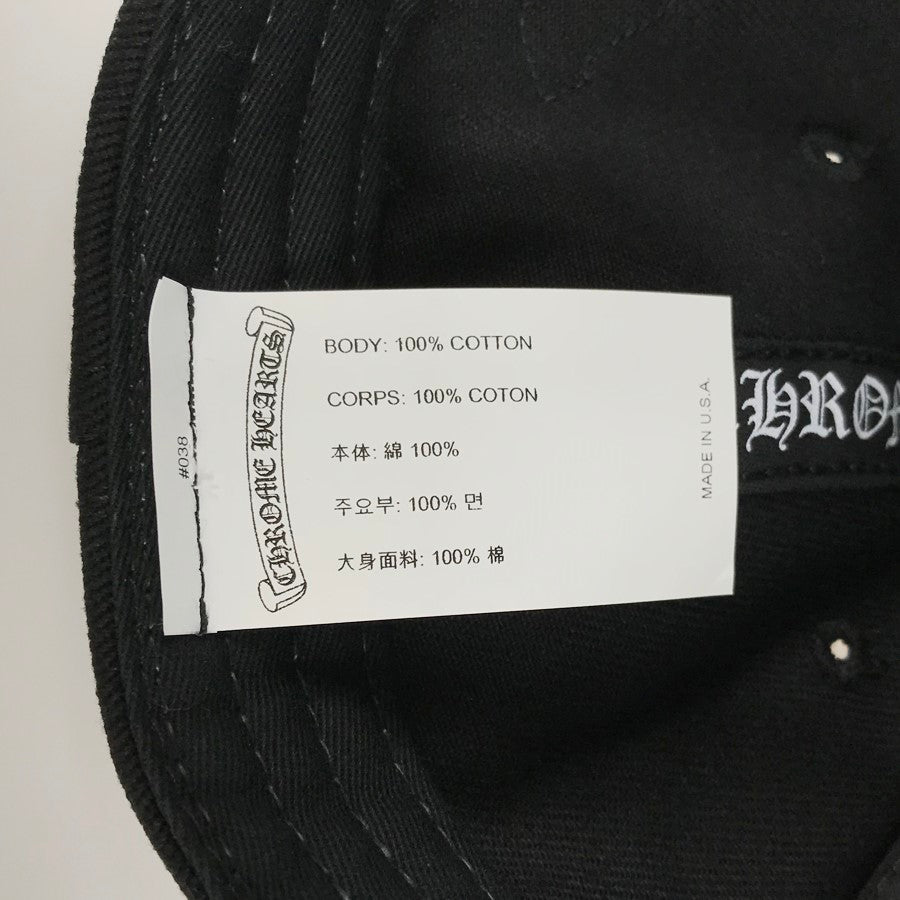 #038
CHROME HEARTS
BODY: 100% COTTON
CORPS: 100% COTON
本体: 綿 100%
주요부: 100% 면
大身面料: 100% 棉
MADE IN U.S.A.
CHRO